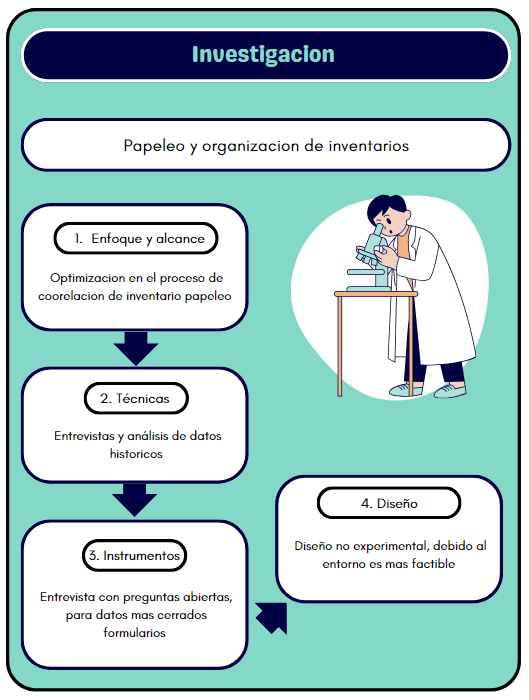 Investigacion
Papeleo y organizacion de inventarios
1. Enfoque y alcance
Optimizacion en el proceso de
coorelacion de inventario papeleo
2. Técnicas
Entrevistas y análisis de datos
historicos
3. Instrumentos
Entrevista con preguntas abiertas,
para datos mas cerrados
formularios
4. Diseño
Diseño no experimental, debido al
entorno es mas factible